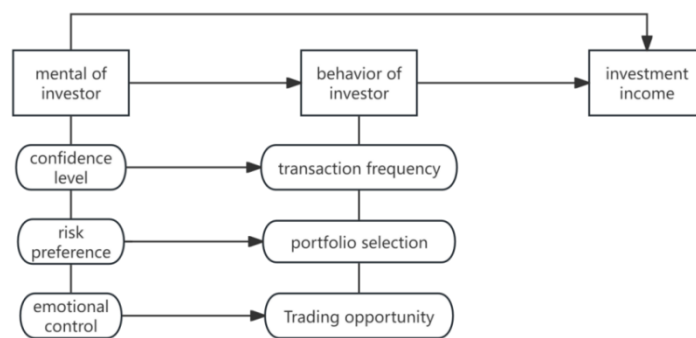 mental of
investor
behavior of
investor
investment
income
confidence
level
transaction frequency
risk
preference
portfolio selection
emotional
control
Trading opportunity